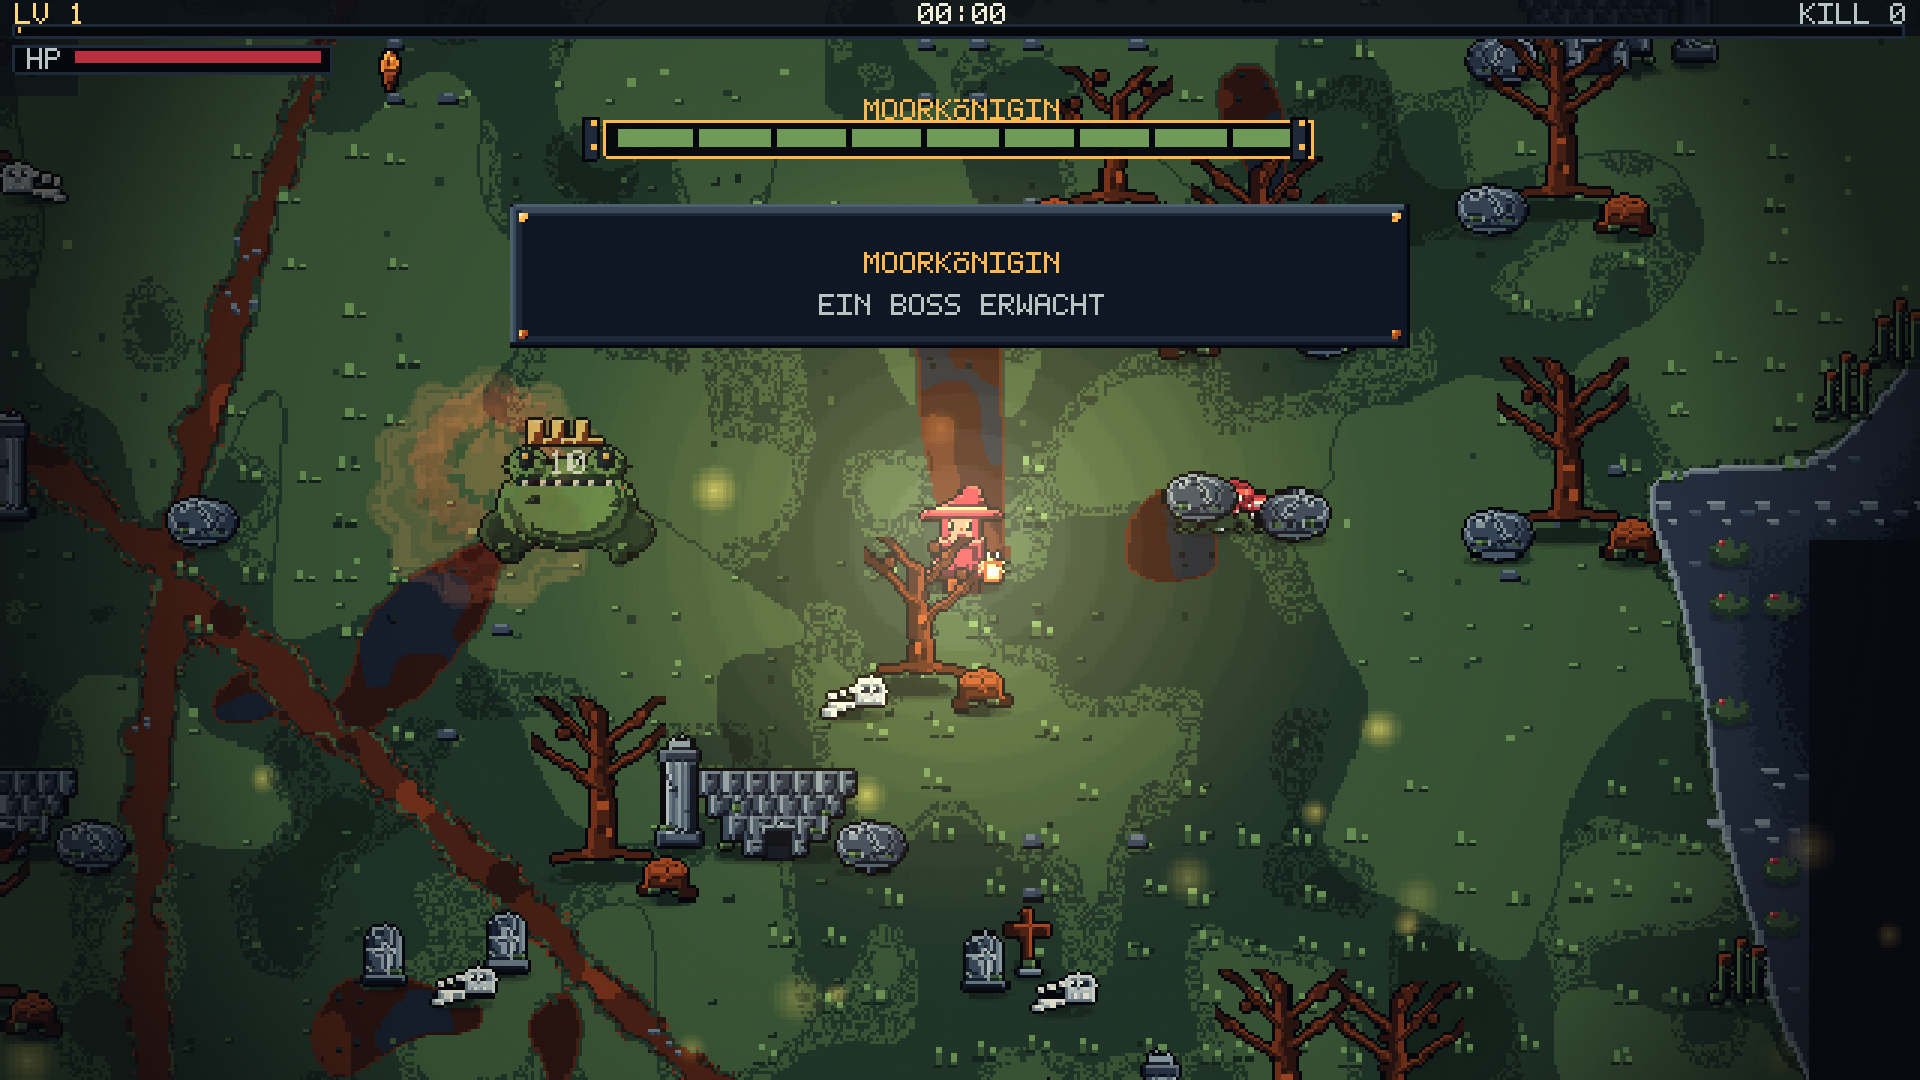 LV 1
00:00
KILL 0
HP
MOORKöNIGIN
MOORKöNIGIN
EIN BOSS ERWACHT
10